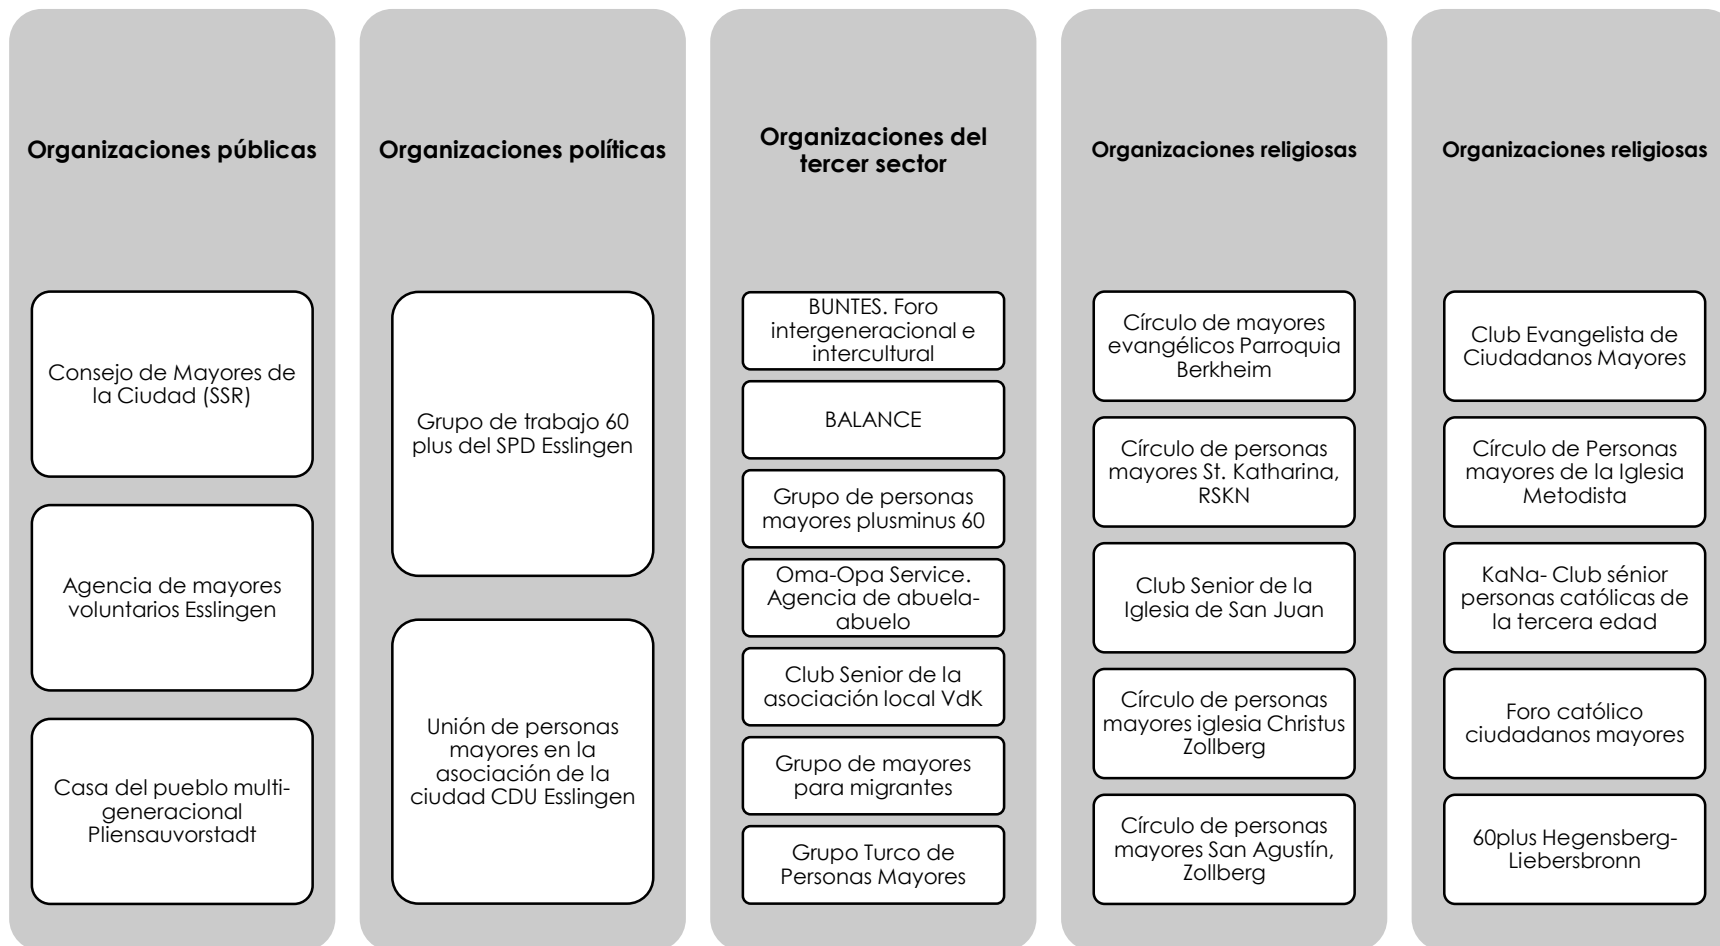 Organizaciones públicas
Consejo de Mayores de
la Ciudad (SSR)
Agencia de mayores
voluntarios Esslingen
Casa del pueblo multi-
generacional
Pliensauvorstadt
Organizaciones políticas
Grupo de trabajo 60
plus del SPD Esslingen
Unión de personas
mayores en la
asociación de la
ciudad CDU Esslingen
Organizaciones del
tercer sector
BUNTES. Foro
intergeneracional e
intercultural
BALANCE
Grupo de personas
mayores plusminus 60
Oma-Opa Service.
Agencia de abuela-
abuelo
Club Senior de la
asociación local VdK
Grupo de mayores
para migrantes
Grupo Turco de
Personas Mayores
Organizaciones religiosas
Círculo de mayores
evangélicos Parroquia
Berkheim
Círculo de personas
mayores St. Katharina,
RSKN
Club Senior de la
Iglesia de San Juan
Círculo de personas
mayores iglesia Christus
Zollberg
Círculo de personas
mayores San Agustín,
Zollberg
Organizaciones religiosas
Club Evangelista de
Ciudadanos Mayores
Círculo de Personas
mayores de la Iglesia
Metodista
KaNa- Club sénior
personas católicas de
la tercera edad
Foro católico
ciudadanos mayores
60plus Hegensberg-
Liebersbronn